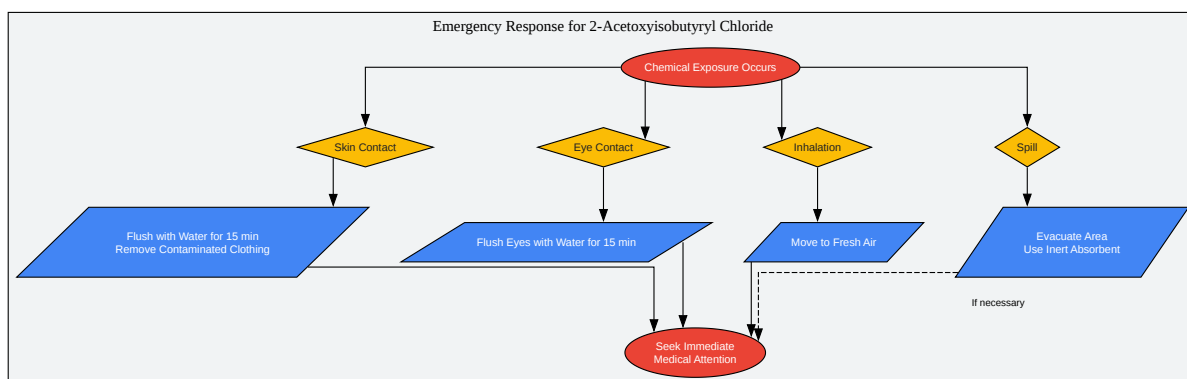 Emergency Response for 2-Acetoxyisobutyryl Chloride
Chemical Exposure Occurs
Skin Contact
Eye Contact
Inhalation
Spill
Flush with Water for 15 min
Remove Contaminated Clothing
Flush Eyes with Water for 15 min
Move to Fresh Air
Evacuate Area
Use Inert Absorbent
If necessary
Seek Immediate
Medical Attention